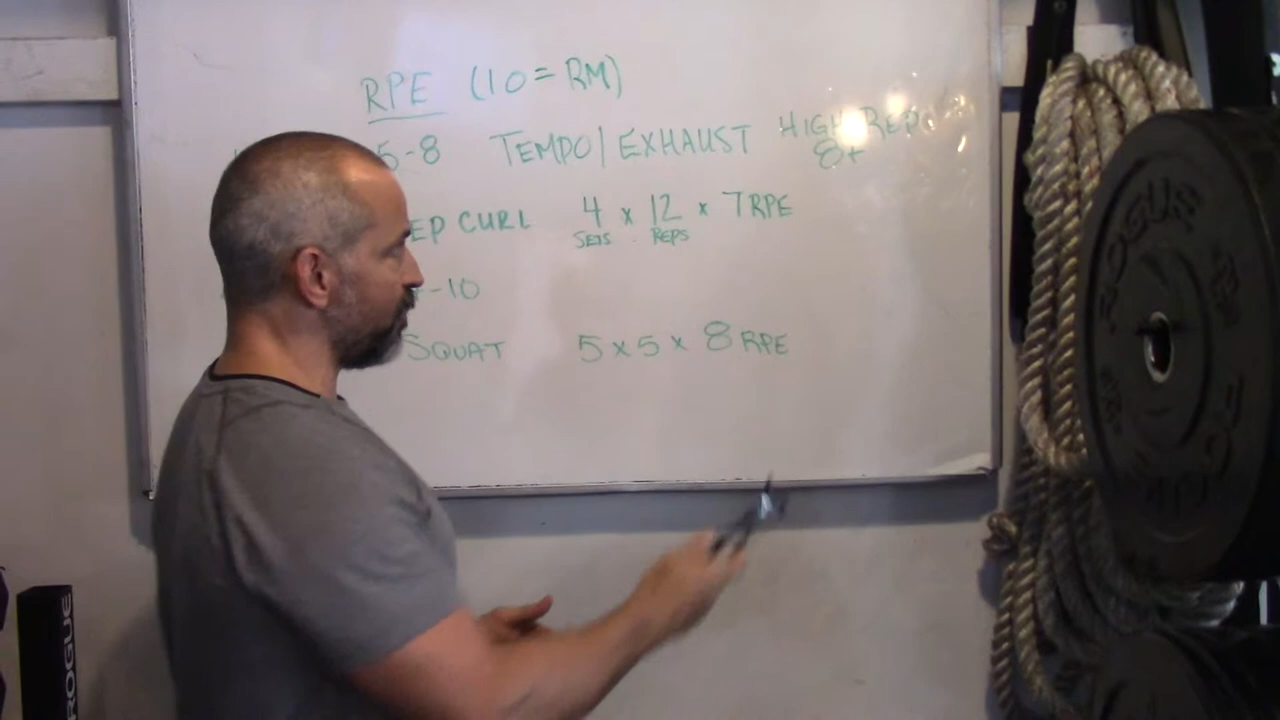 RPE (10 = RM)
5-8 TEMPO/EXHAUST HIGH REP
8+
EP CURL 4 x 12 x 7 RPE
SETS REPS
-10
SQUAT 5 x 5 x 8 RPE
ROGUE
ROGUE